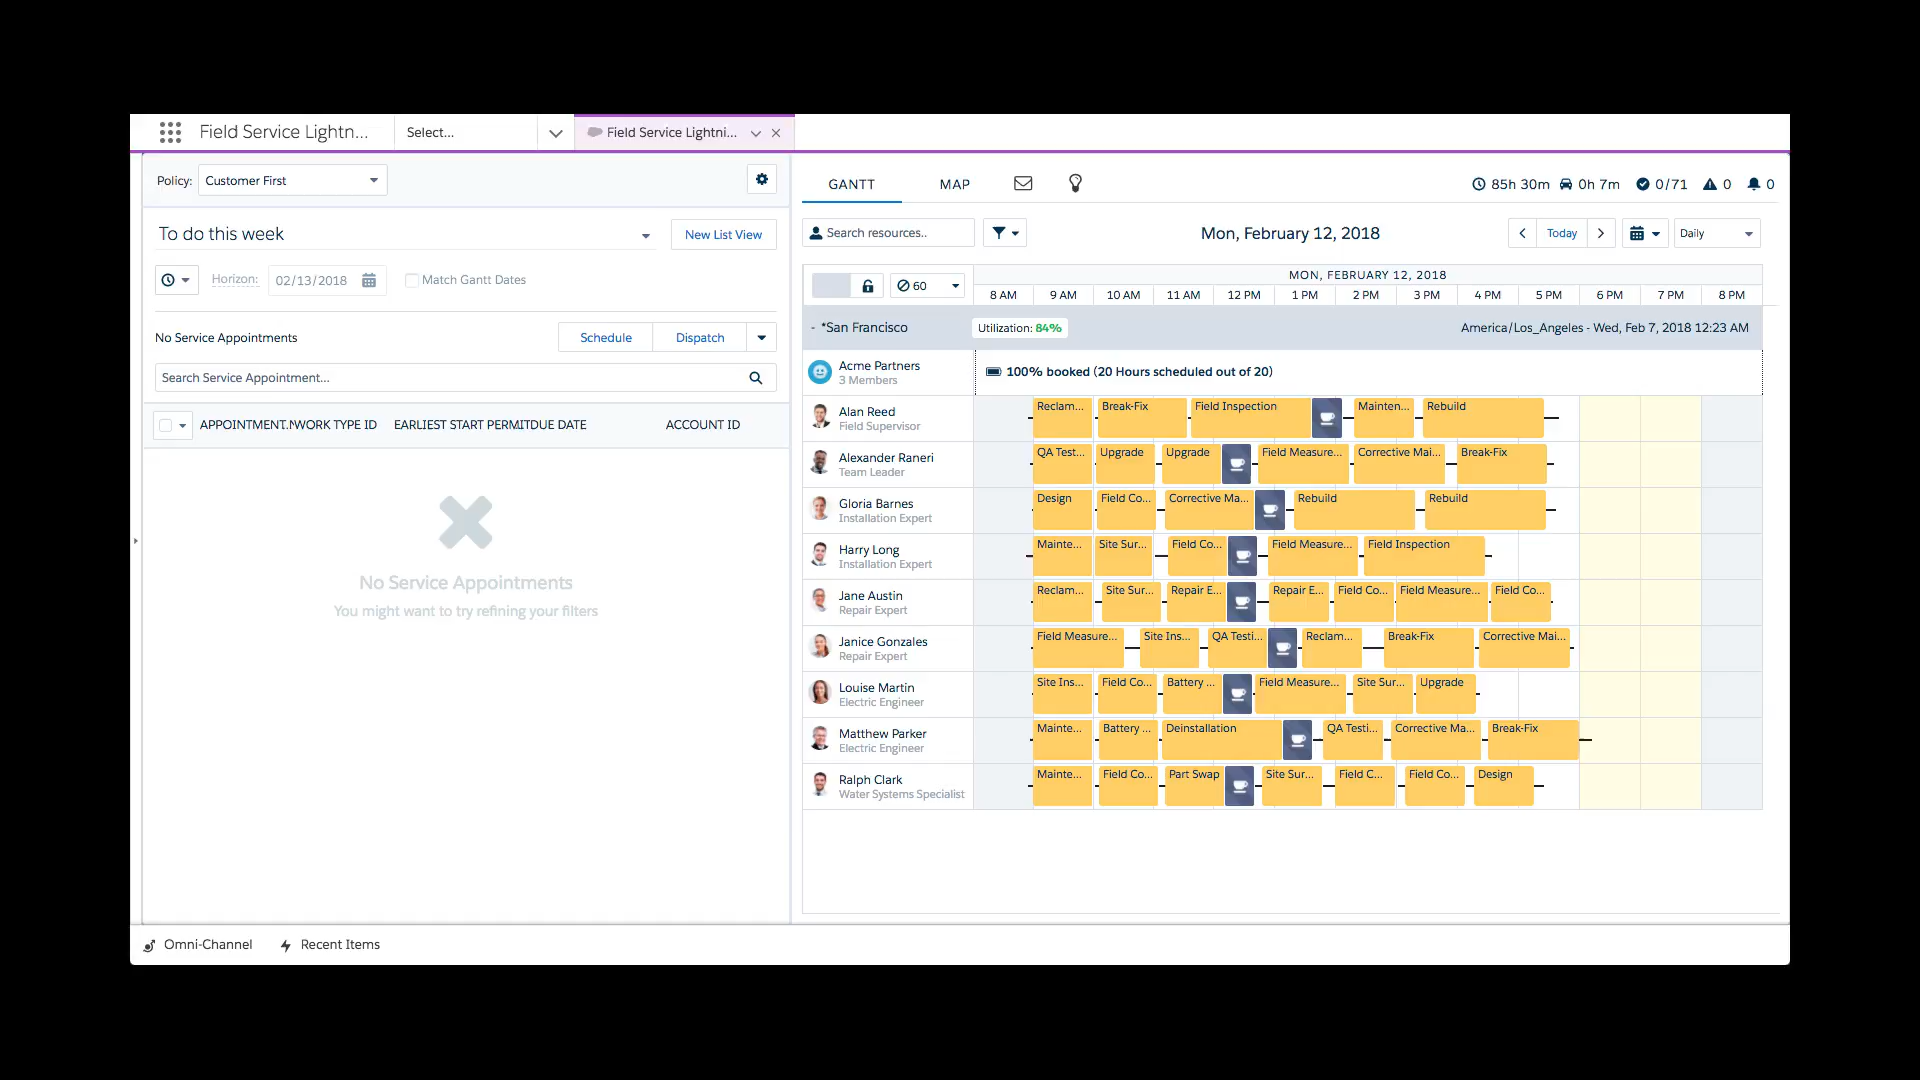 Field Service Lightn...
Select...
Field Service Lightni...
Policy:
Customer First
To do this week
New List View
Horizon:
02/13/2018
Match Gantt Dates
No Service Appointments
Schedule
Dispatch
Search Service Appointment...
APPOINTMENT WORK TYPE ID EARLIEST START PERMIT DUE DATE ACCOUNT ID
No Service Appointments
You might want to try refining your filters
GANTT
MAP
85h 30m
0h 7m
0/71
0
0
Search resources..
Mon, February 12, 2018
Today
Daily
60
MON, FEBRUARY 12, 2018
8 AM 9 AM 10 AM 11 AM 12 PM 1 PM 2 PM 3 PM 4 PM 5 PM 6 PM 7 PM 8 PM
- *San Francisco
Utilization: 84%
America/Los_Angeles - Wed, Feb 7, 2018 12:23 AM
Acme Partners
3 Members
100% booked (20 Hours scheduled out of 20)
Alan Reed
Field Supervisor
Reclam... Break-Fix Field Inspection Mainten... Rebuild
Alexander Raneri
Team Leader
QA Test... Upgrade Upgrade Field Measure... Corrective Mai... Break-Fix
Gloria Barnes
Installation Expert
Design Field Co... Corrective Ma... Rebuild Rebuild
Harry Long
Installation Expert
Mainte... Site Sur... Field Co... Field Measure... Field Inspection
Jane Austin
Repair Expert
Reclam... Site Sur... Repair E... Repair E... Field Co... Field Measure... Field Co...
Janice Gonzales
Repair Expert
Field Measure... Site Ins... QA Testi... Reclam... Break-Fix Corrective Mai...
Louise Martin
Electric Engineer
Site Ins... Field Co... Battery ... Field Measure... Site Sur... Upgrade
Matthew Parker
Electric Engineer
Mainte... Battery ... Deinstallation QA Testi... Corrective Ma... Break-Fix
Ralph Clark
Water Systems Specialist
Mainte... Field Co... Part Swap Site Sur... Field C... Field Co... Design
Omni-Channel
Recent Items